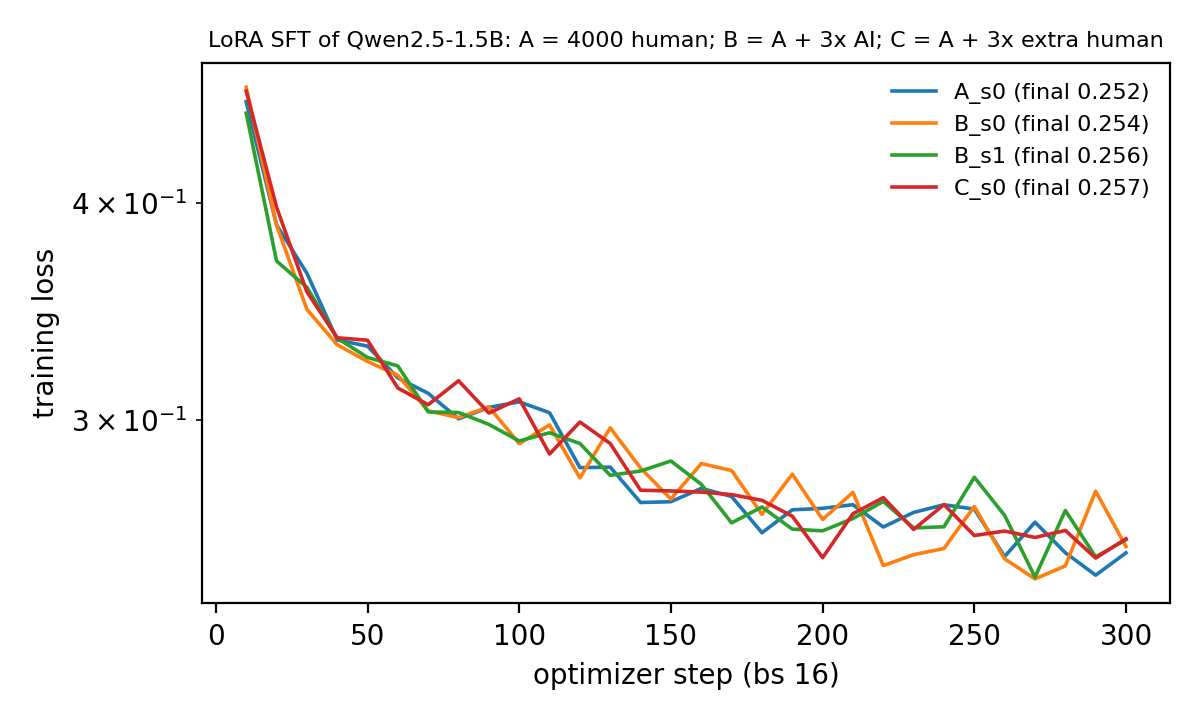 LoRA SFT of Qwen2.5-1.5B: A = 4000 human; B = A + 3x AI; C = A + 3x extra human
A_s0 (final 0.252)
B_s0 (final 0.254)
B_s1 (final 0.256)
C_s0 (final 0.257)
training loss
4 × 10⁻¹
3 × 10⁻¹
0 50 100 150 200 250 300
optimizer step (bs 16)